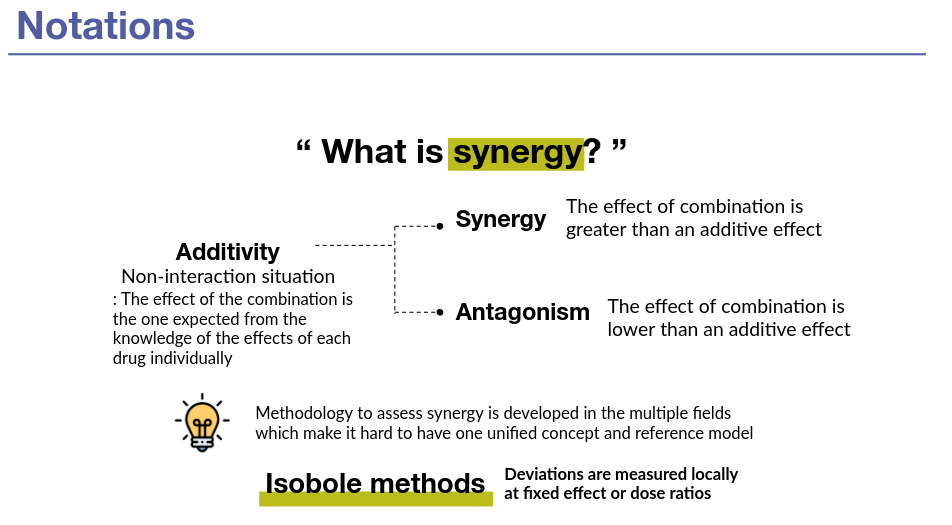 Notations
“ What is synergy? ”
Synergy
The effect of combination is
greater than an additive effect
Additivity
Non-interaction situation
: The effect of the combination is
the one expected from the
knowledge of the effects of each
drug individually
Antagonism
The effect of combination is
lower than an additive effect
Methodology to assess synergy is developed in the multiple fields
which make it hard to have one unified concept and reference model
Isobole methods
Deviations are measured locally
at fixed effect or dose ratios